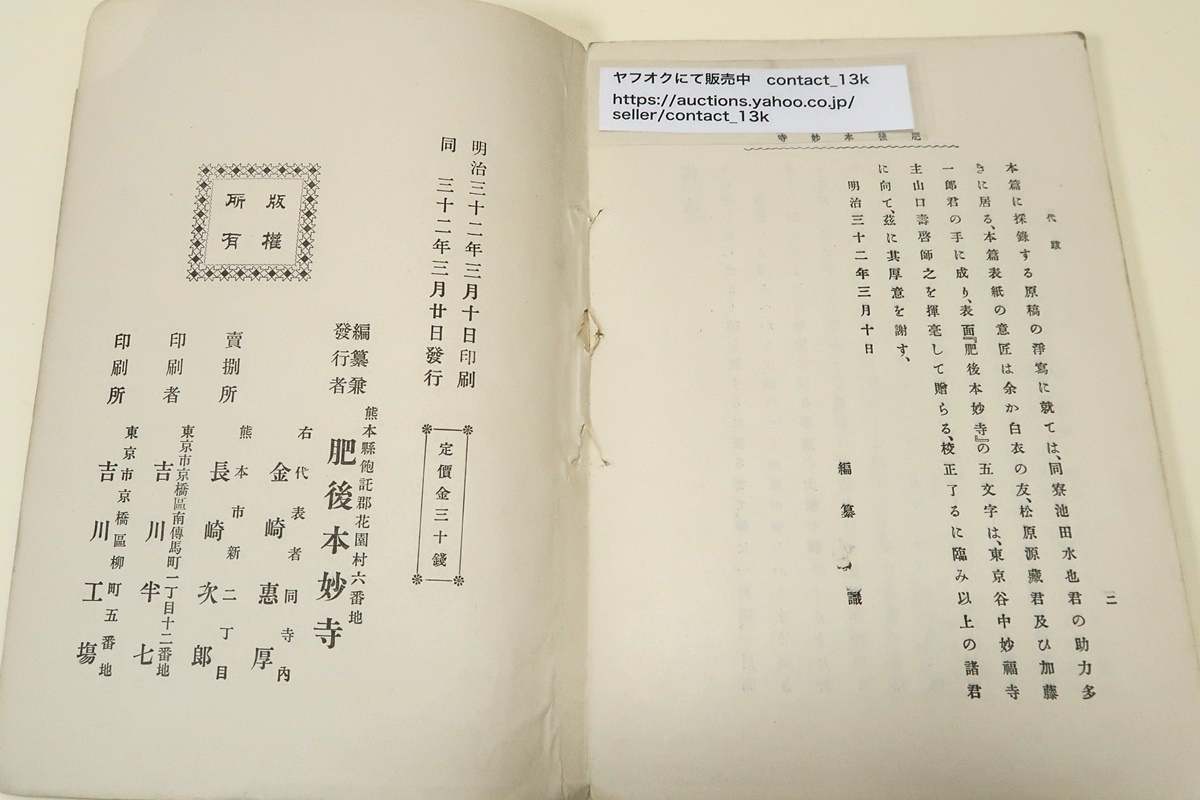 ヤフオクにて販売中　contact_13k
https://auctions.yahoo.co.jp/
seller/contact_13k
肥後本妙寺
代跋
二
本篇に採錄する原稿の淨寫に就ては、同寮池田水也君の助力多
きに居る、本篇表紙の意匠は余か白衣の友、松原源藏君及ひ加藤
一郎君の手に成り、表面『肥後本妙寺』の五文字は、東京谷中妙福寺
主山口壽啓師之を揮毫して贈らる、校正了るに臨み以上の諸君
に向て、玆に其厚意を謝す、
明治三十二年三月十日
編纂 識
明治三十二年三月十日印刷
同　三十二年三月廿日發行
定價金三十錢
編纂兼
發行者
熊本縣飽託郡花園村六番地
肥後本妙寺
右代表者同寺內
金崎惠厚
賣捌所
熊本市新二丁目
長崎次郎
印刷者
東京市京橋區南傳馬町一丁目十二番地
吉川半七
印刷所
東京市京橋區柳町五番地
吉川工塲
版權
所有